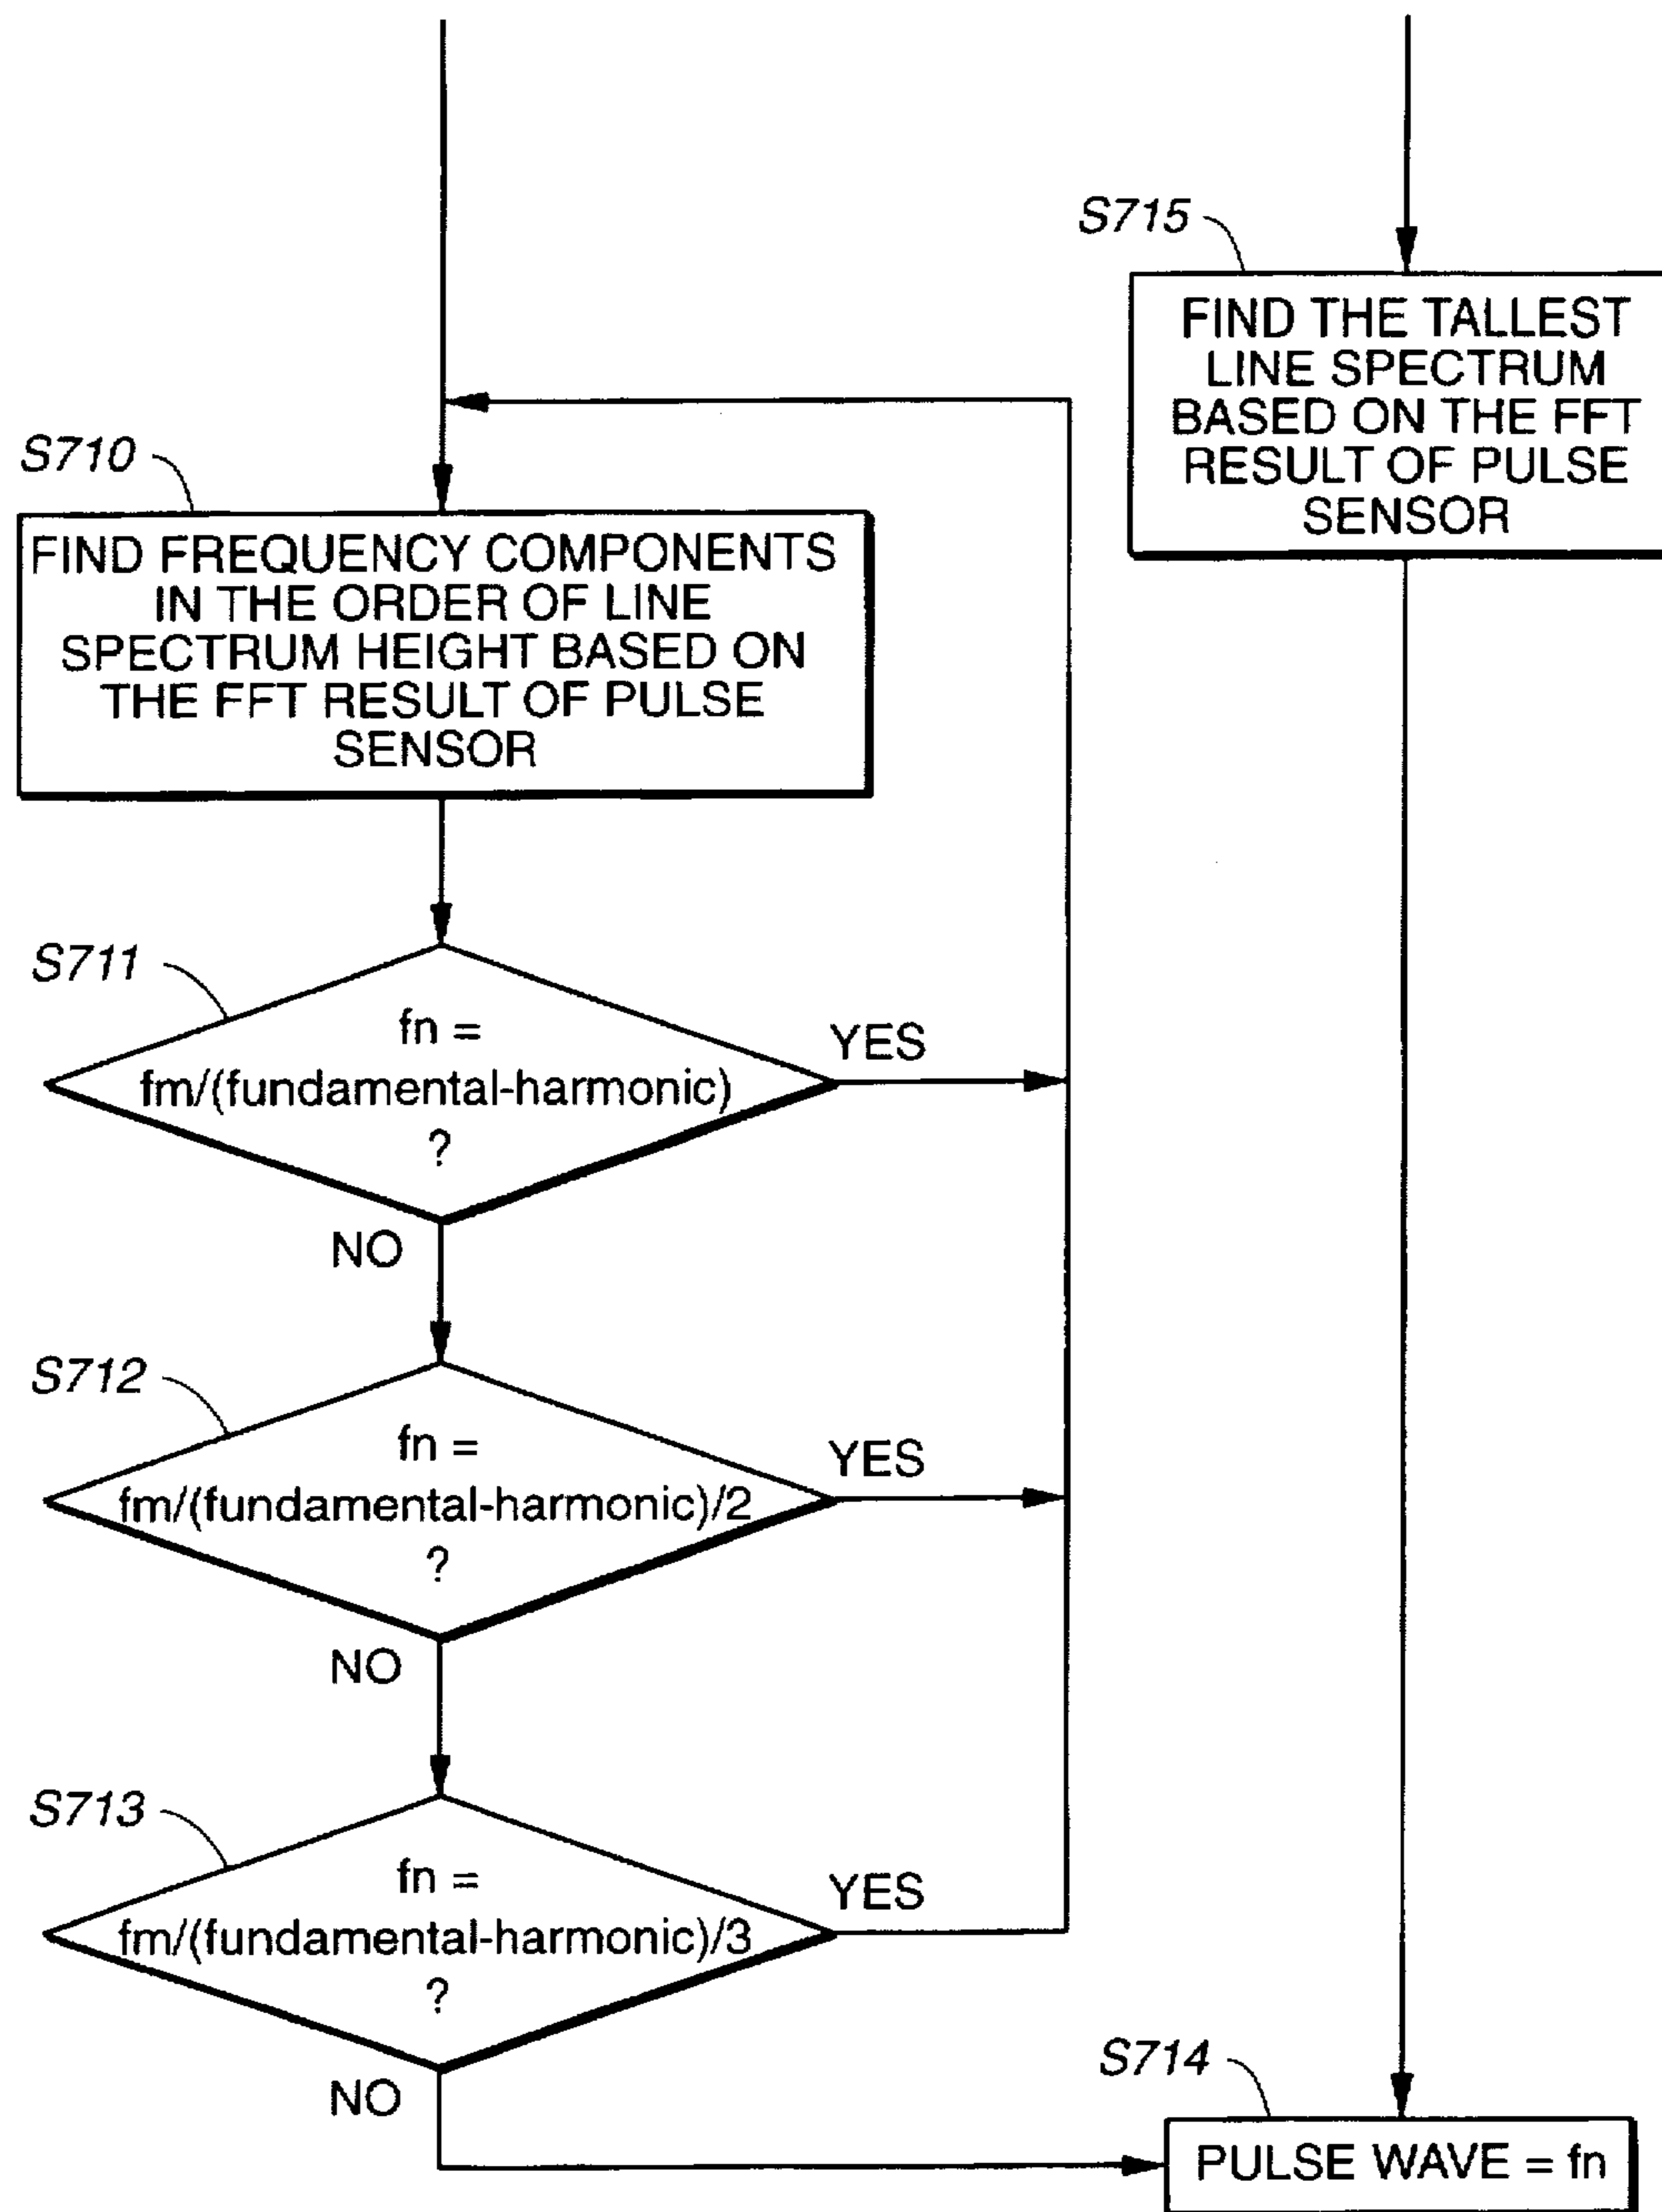 S715
FIND THE TALLEST
LINE SPECTRUM
BASED ON THE FFT
RESULT OF PULSE
SENSOR
S710
FIND FREQUENCY COMPONENTS
IN THE ORDER OF LINE
SPECTRUM HEIGHT BASED ON
THE FFT RESULT OF PULSE
SENSOR
S711
fn =
fm/(fundamental-harmonic)
?
YES
NO
S712
fn =
fm/(fundamental-harmonic)/2
?
YES
NO
S713
fn =
fm/(fundamental-harmonic)/3
?
YES
NO
S714
PULSE WAVE = fn